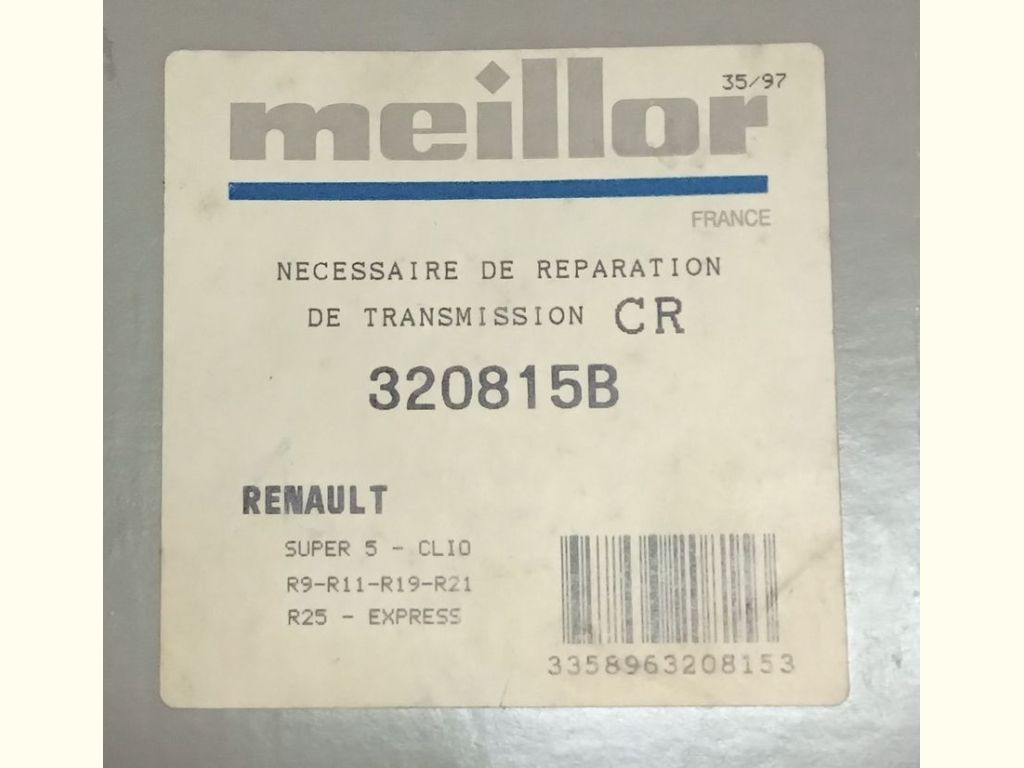 35/97
meillor
FRANCE
NECESSAIRE DE REPARATION
DE TRANSMISSION CR
320815B
RENAULT
SUPER 5 - CLIO
R9-R11-R19-R21
R25 - EXPRESS
3358963208153